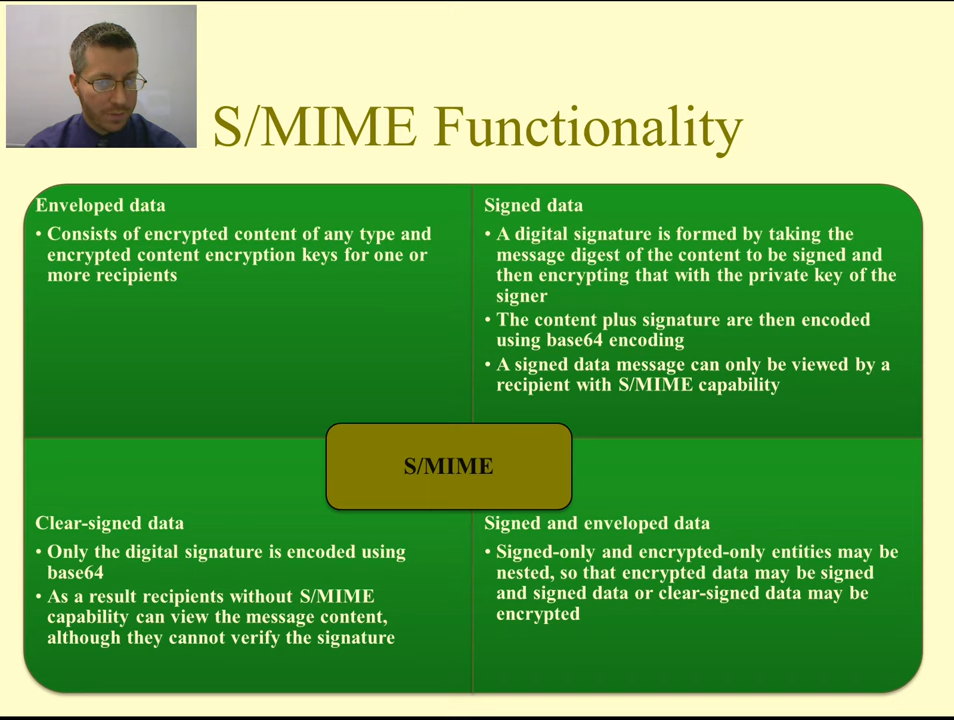 S/MIME Functionality
Enveloped data
• Consists of encrypted content of any type and
encrypted content encryption keys for one or
more recipients
Signed data
• A digital signature is formed by taking the
message digest of the content to be signed and
then encrypting that with the private key of the
signer
• The content plus signature are then encoded
using base64 encoding
• A signed data message can only be viewed by a
recipient with S/MIME capability
S/MIME
Clear-signed data
• Only the digital signature is encoded using
base64
• As a result recipients without S/MIME
capability can view the message content,
although they cannot verify the signature
Signed and enveloped data
• Signed-only and encrypted-only entities may be
nested, so that encrypted data may be signed
and signed data or clear-signed data may be
encrypted